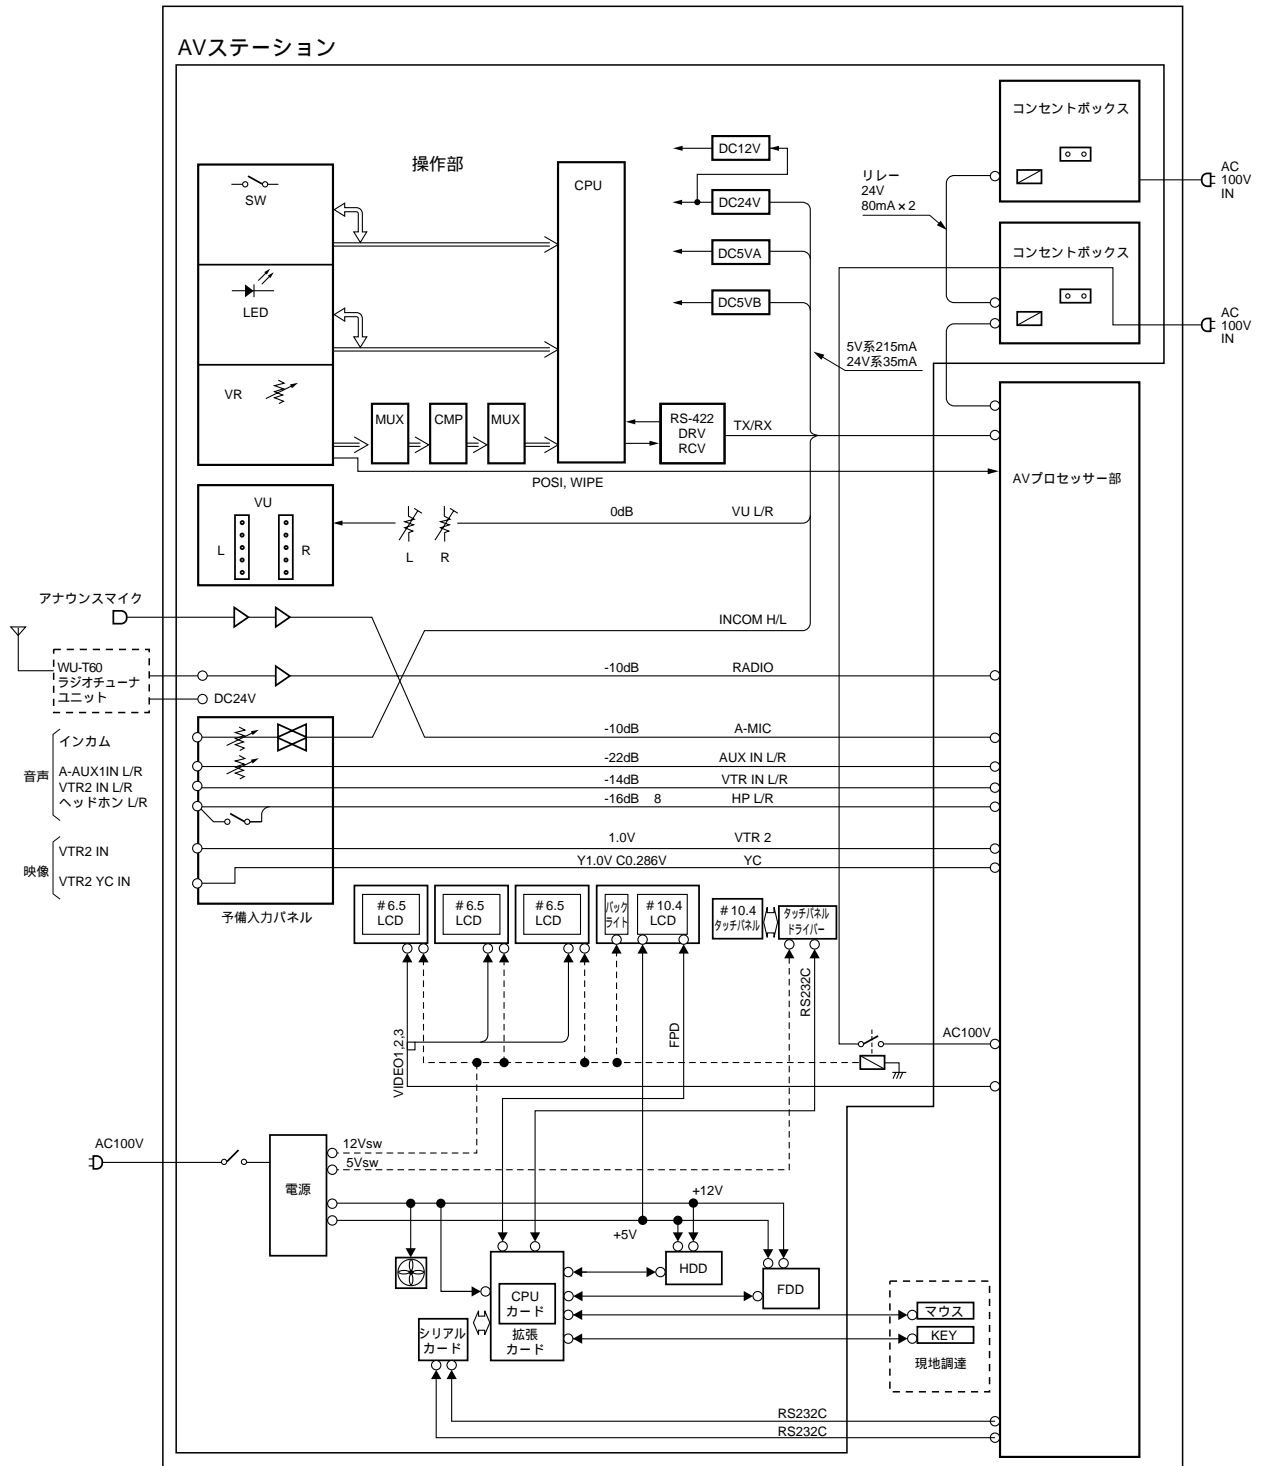 AVステーション
コンセントボックス
AC
100V
IN
操作部
SW
LED
VR
CPU
DC12V
DC24V
DC5VA
DC5VB
リレー
24V
80mA×2
コンセントボックス
AC
100V
IN
5V系215mA
24V系35mA
MUX
CMP
MUX
RS-422
DRV
RCV
TX/RX
POSI, WIPE
AVプロセッサー部
VU
L
R
L
R
0dB
VU L/R
アナウンスマイク
INCOM H/L
WU-T60
ラジオチューナ
ユニット
DC24V
-10dB
RADIO
音声
インカム
A-AUX1IN L/R
VTR2 IN L/R
ヘッドホン L/R
-10dB
A-MIC
-22dB
AUX IN L/R
-14dB
VTR IN L/R
-16dB 8
HP L/R
映像
VTR2 IN
VTR2 YC IN
1.0V
VTR 2
Y1.0V C0.286V
YC
予備入力パネル
#6.5
LCD
#6.5
LCD
#6.5
LCD
バック
ライト
#10.4
LCD
#10.4
タッチパネル
タッチパネル
ドライバー
VIDEO1,2,3
FPD
RS232C
AC100V
AC100V
電源
12Vsw
5Vsw
+12V
+5V
HDD
FDD
CPU
カード
拡張
カード
シリアル
カード
マウス
KEY
現地調達
RS232C
RS232C